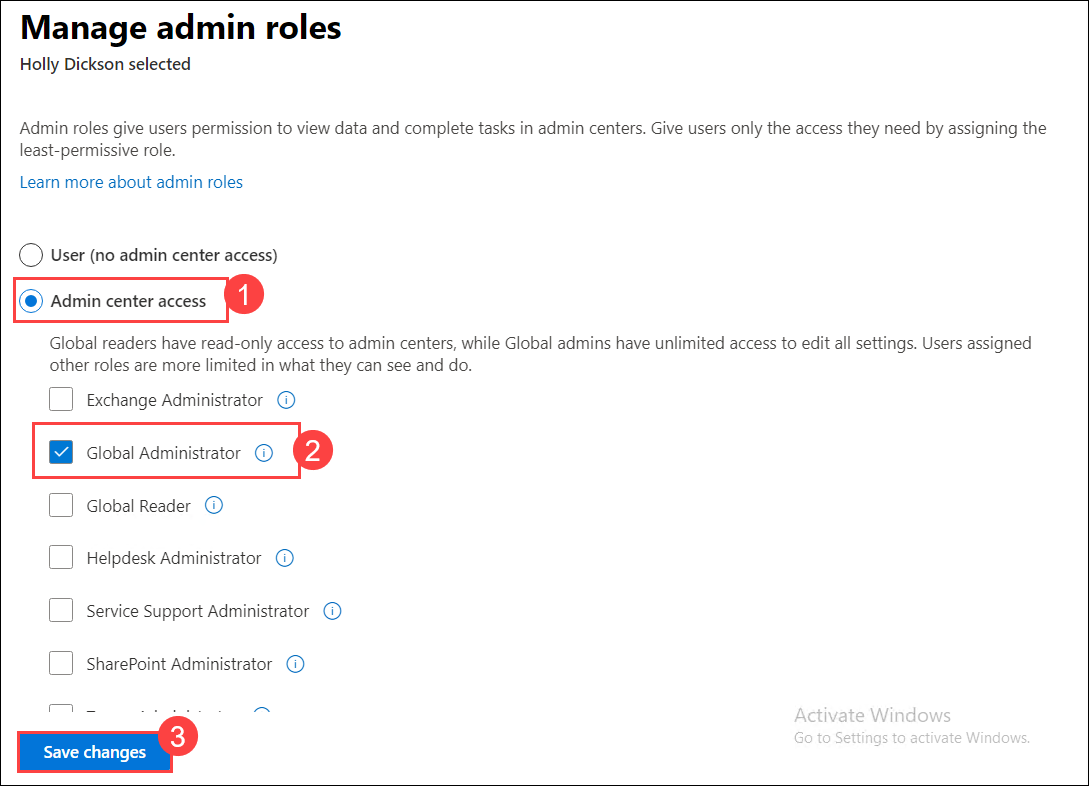 Manage admin roles
Holly Dickson selected
Admin roles give users permission to view data and complete tasks in admin centers. Give users only the access they need by assigning the
least-permissive role.
Learn more about admin roles
User (no admin center access)
Admin center access 1
Global readers have read-only access to admin centers, while Global admins have unlimited access to edit all settings. Users assigned
other roles are more limited in what they can see and do.
Exchange Administrator
Global Administrator 2
Global Reader
Helpdesk Administrator
Service Support Administrator
SharePoint Administrator
Activate Windows
Go to Settings to activate Windows.
Save changes 3